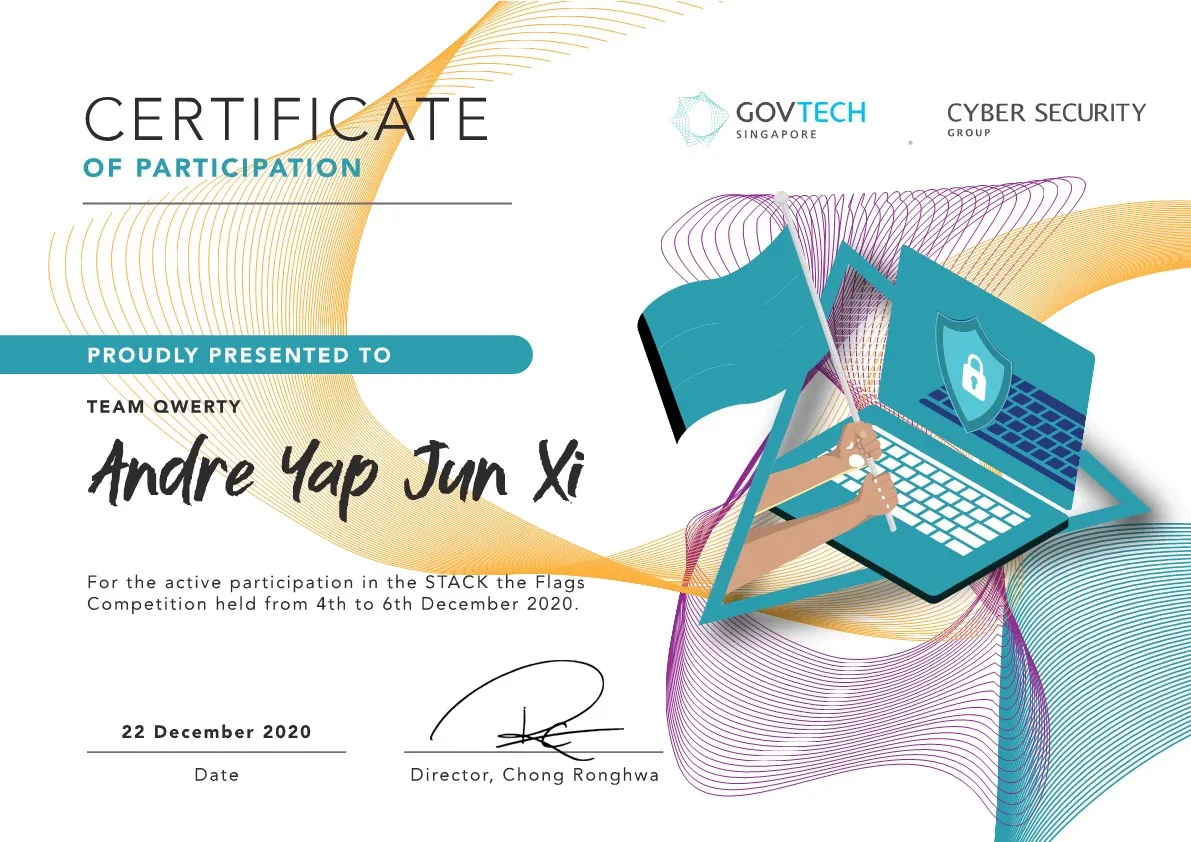 CERTIFICATE
OF PARTICIPATION
GOVTECH
SINGAPORE
CYBER SECURITY
GROUP
PROUDLY PRESENTED TO
TEAM QWERTY
Andre Yap Jun Xi
For the active participation in the STACK the Flags
Competition held from 4th to 6th December 2020.
22 December 2020
Date
Director, Chong Ronghwa